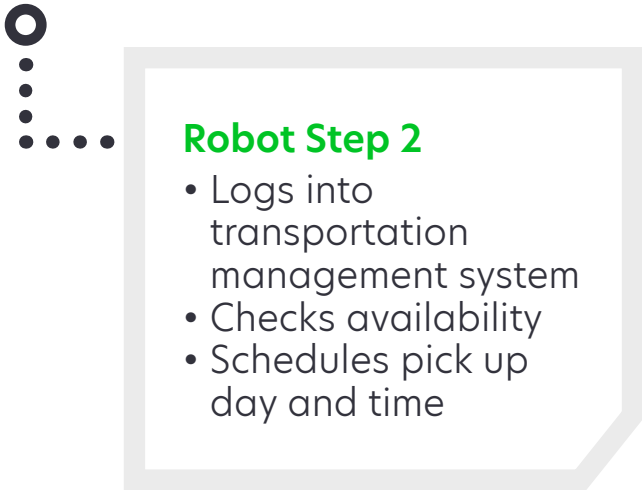 Robot Step 2
• Logs into
transportation
management system
• Checks availability
• Schedules pick up
day and time